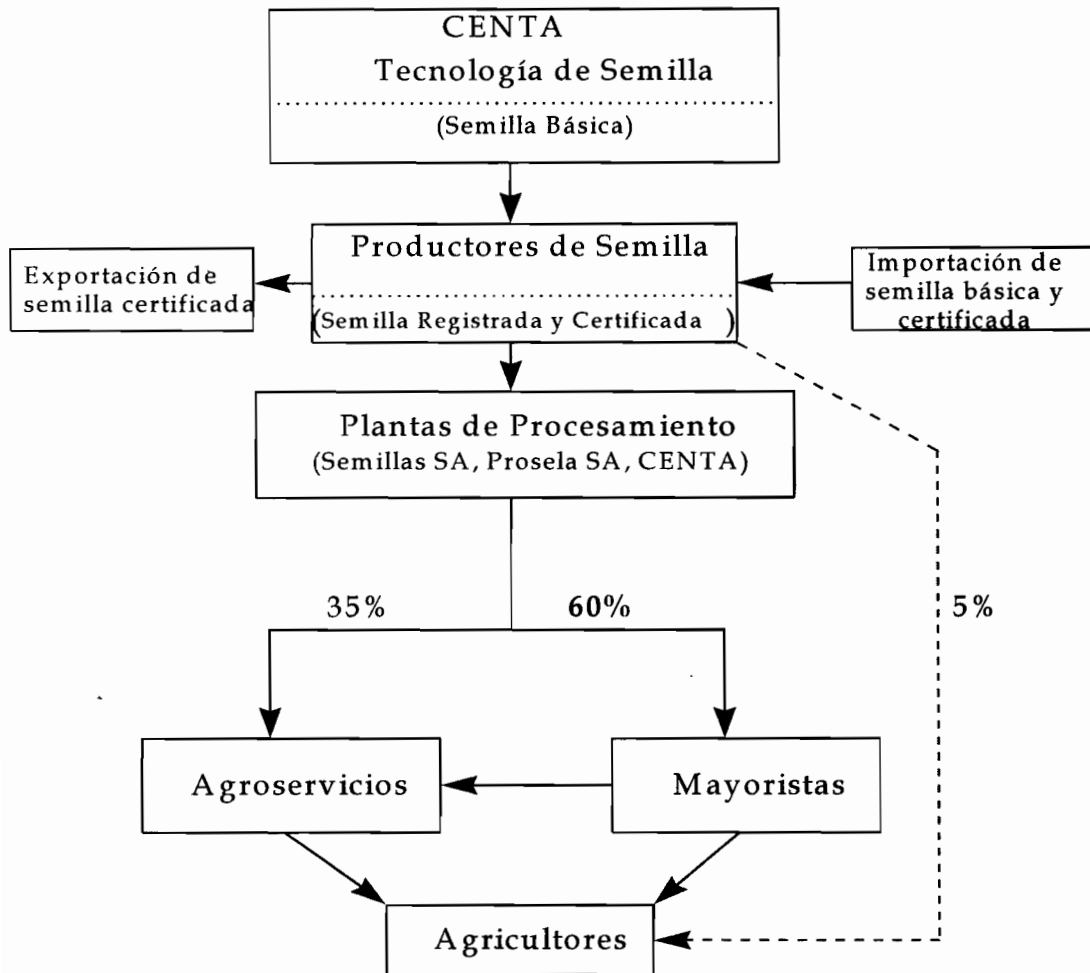 CENTA
Tecnología de Semilla
(Semilla Básica)
Productores de Semilla
(Semilla Registrada y Certificada )
Exportación de
semilla certificada
Importación de
semilla básica y
certificada
Plantas de Procesamiento
(Semillas SA, Prosela SA, CENTA)
35%
60%
5%
Agroservicios
Mayoristas
Agricultores